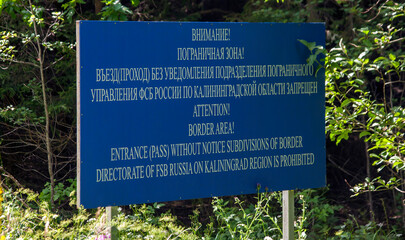 ВНИМАНИЕ!
ПОГРАНИЧНАЯ ЗОНА!
ВЪЕЗД(ПРОХОД) БЕЗ УВЕДОМЛЕНИЯ ПОДРАЗДЕЛЕНИЯ ПОГРАНИЧНОГО
УПРАВЛЕНИЯ ФСБ РОССИИ ПО КАЛИНИНГРАДСКОЙ ОБЛАСТИ ЗАПРЕЩЕН
ATTENTION!
BORDER AREA!
ENTRANCE (PASS) WITHOUT NOTICE SUBDIVISIONS OF BORDER
DIRECTORATE OF FSB RUSSIA ON KALININGRAD REGION IS PROHIBITED